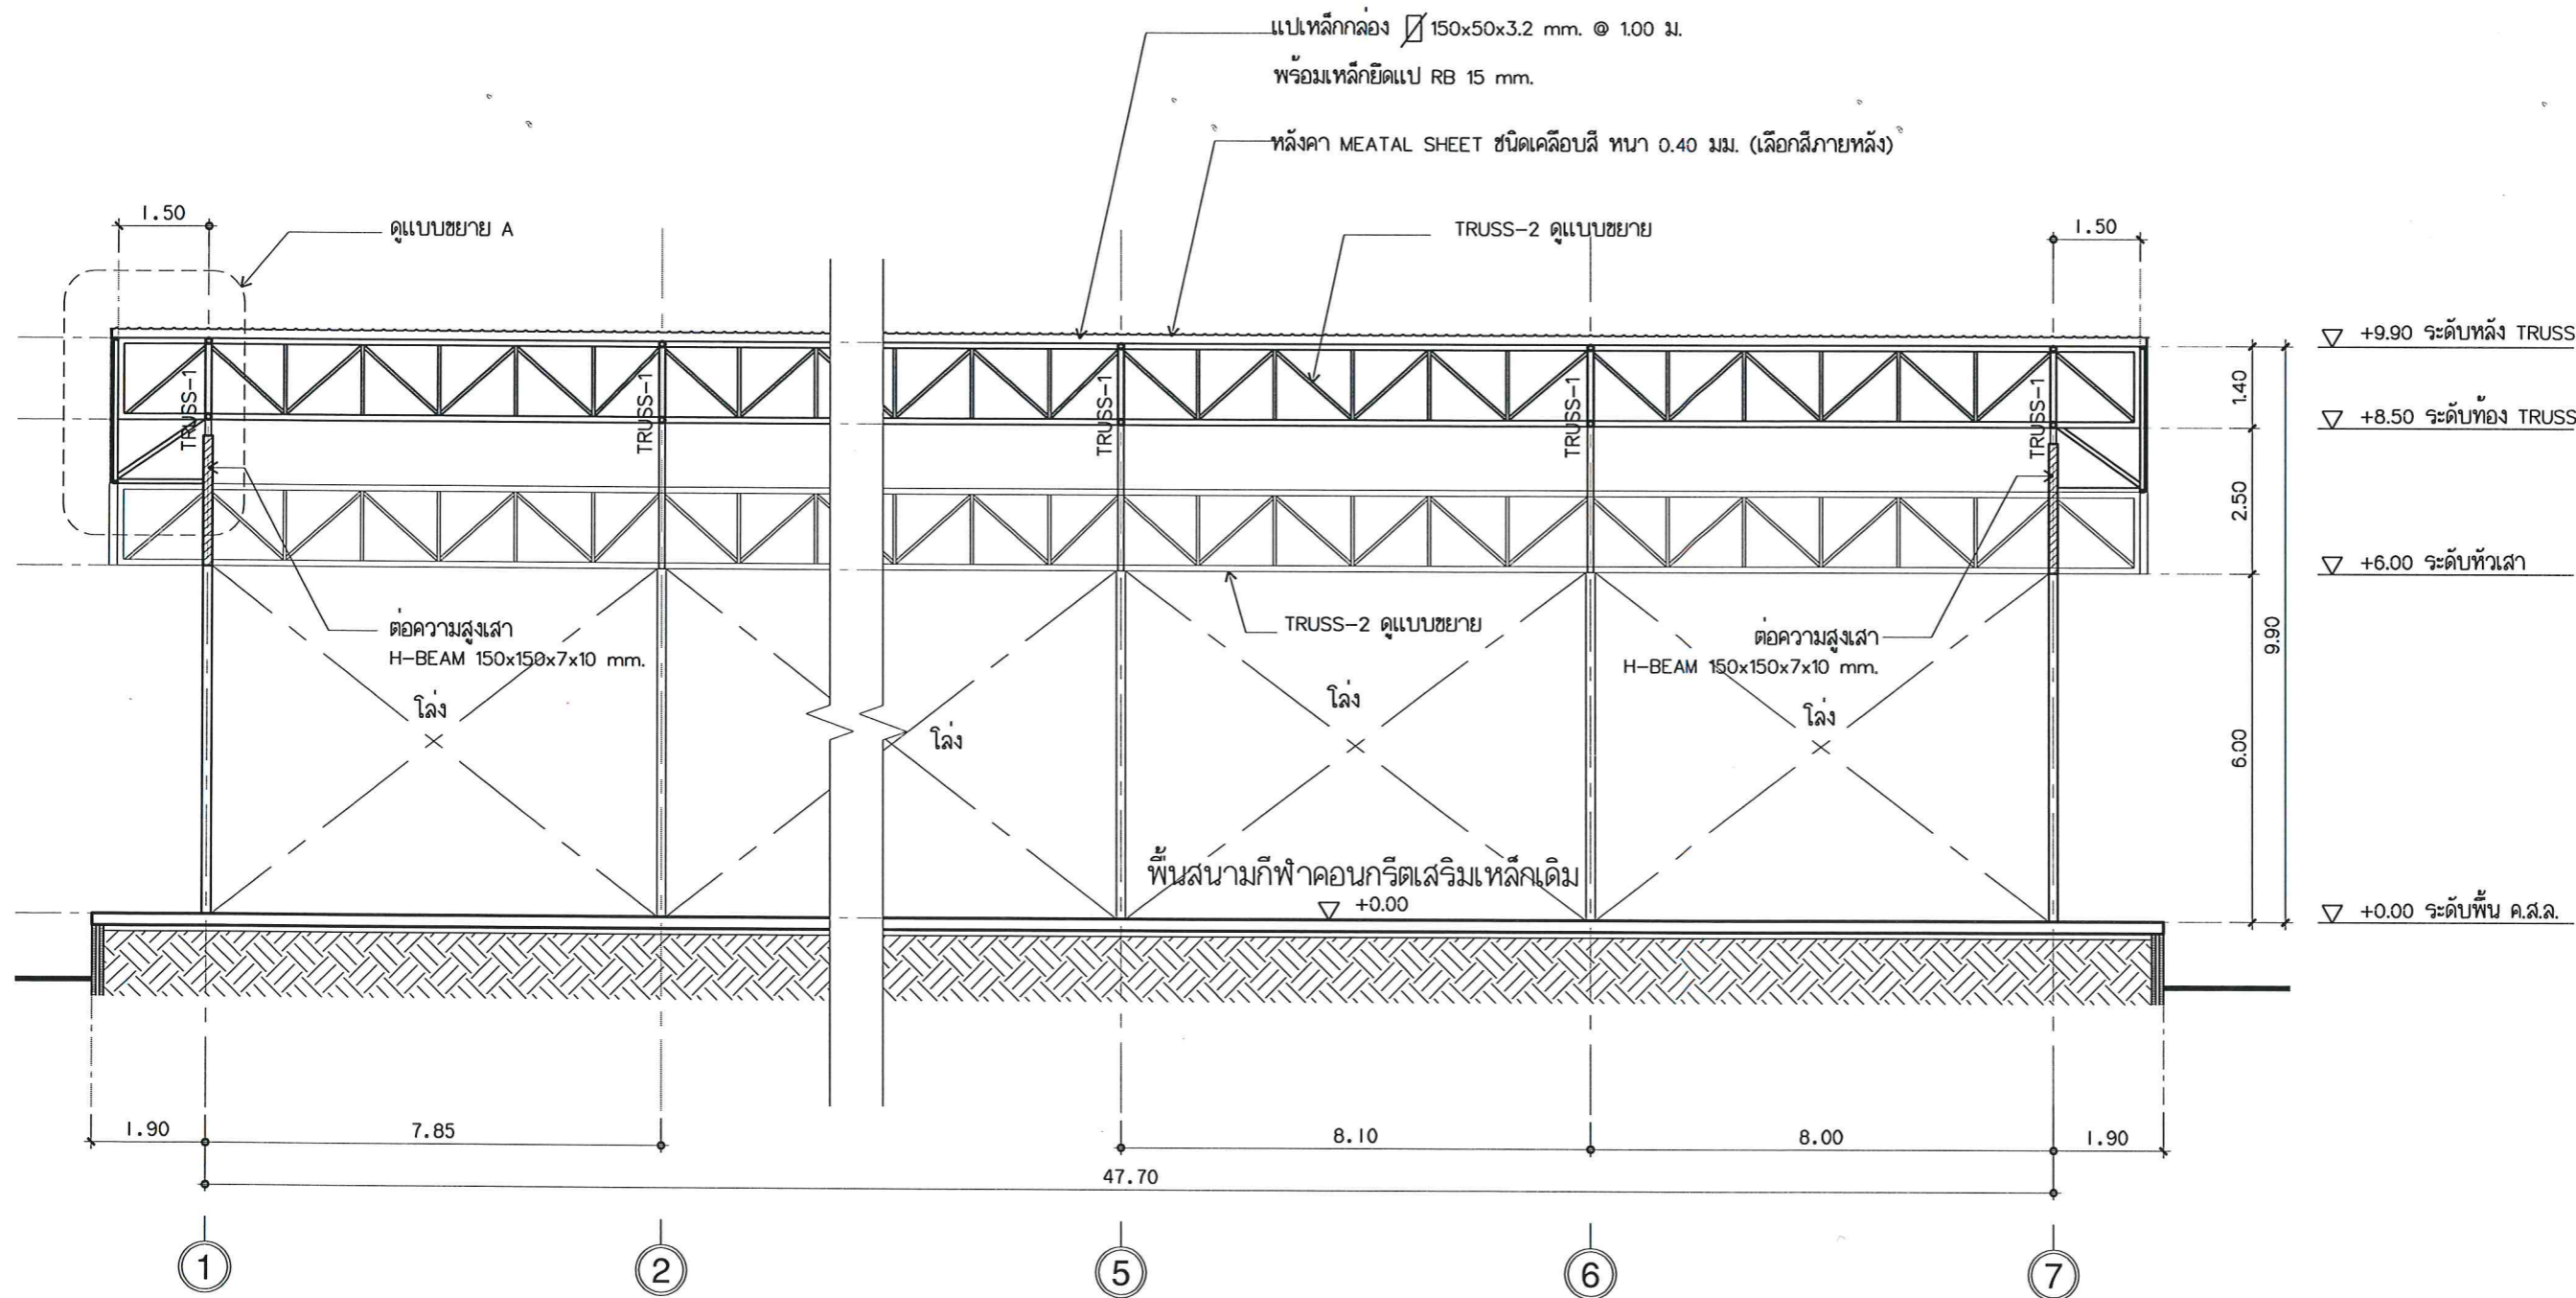 แปเหล็กกล่อง 150x50x3.2 mm. @ 1.00 ม.
พร้อมเหล็กยึดแป RB 15 mm.
หลังคา MEATAL SHEET ชนิดเคลือบสี หนา 0.40 มม. (เลือกสีภายหลัง)
1.50
ดูแบบขยาย A
TRUSS-2 ดูแบบขยาย
1.50
+9.90 ระดับหลัง TRUSS
+8.50 ระดับท้อง TRUSS
+6.00 ระดับหัวเสา
+0.00 ระดับพื้น ค.ส.ล.
TRUSS-1
TRUSS-1
TRUSS-1
TRUSS-1
TRUSS-1
1.40
2.50
6.00
9.90
ต่อความสูงเสา
H-BEAM 150x150x7x10 mm.
TRUSS-2 ดูแบบขยาย
ต่อความสูงเสา
H-BEAM 150x150x7x10 mm.
โล่ง
โล่ง
โล่ง
โล่ง
พื้นสนามกีฬาคอนกรีตเสริมเหล็กเดิม
+0.00
1.90
7.85
8.10
8.00
1.90
47.70
1
2
5
6
7